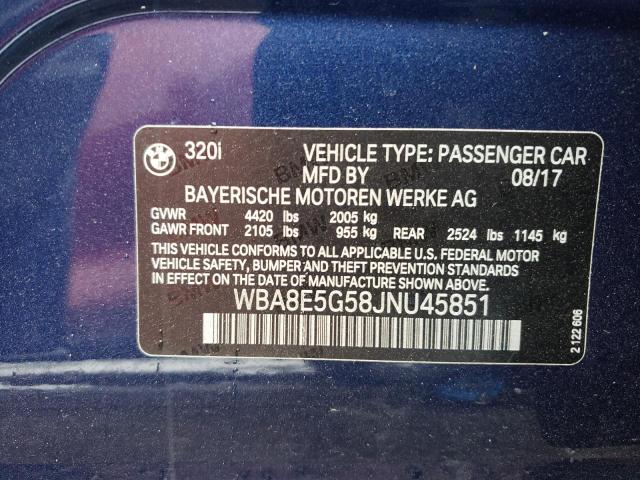 320i VEHICLE TYPE: PASSENGER CAR
MFD BY 08/17
BAYERISCHE MOTOREN WERKE AG
GVWR 4420 lbs 2005 kg
GAWR FRONT 2105 lbs 955 kg REAR 2524 lbs 1145 kg
THIS VEHICLE CONFORMS TO ALL APPLICABLE U.S. FEDERAL MOTOR
VEHICLE SAFETY, BUMPER AND THEFT PREVENTION STANDARDS
IN EFFECT ON THE DATE OF MANUFACTURE SHOWN ABOVE.
WBA8E5G58JNU45851
2 122 606